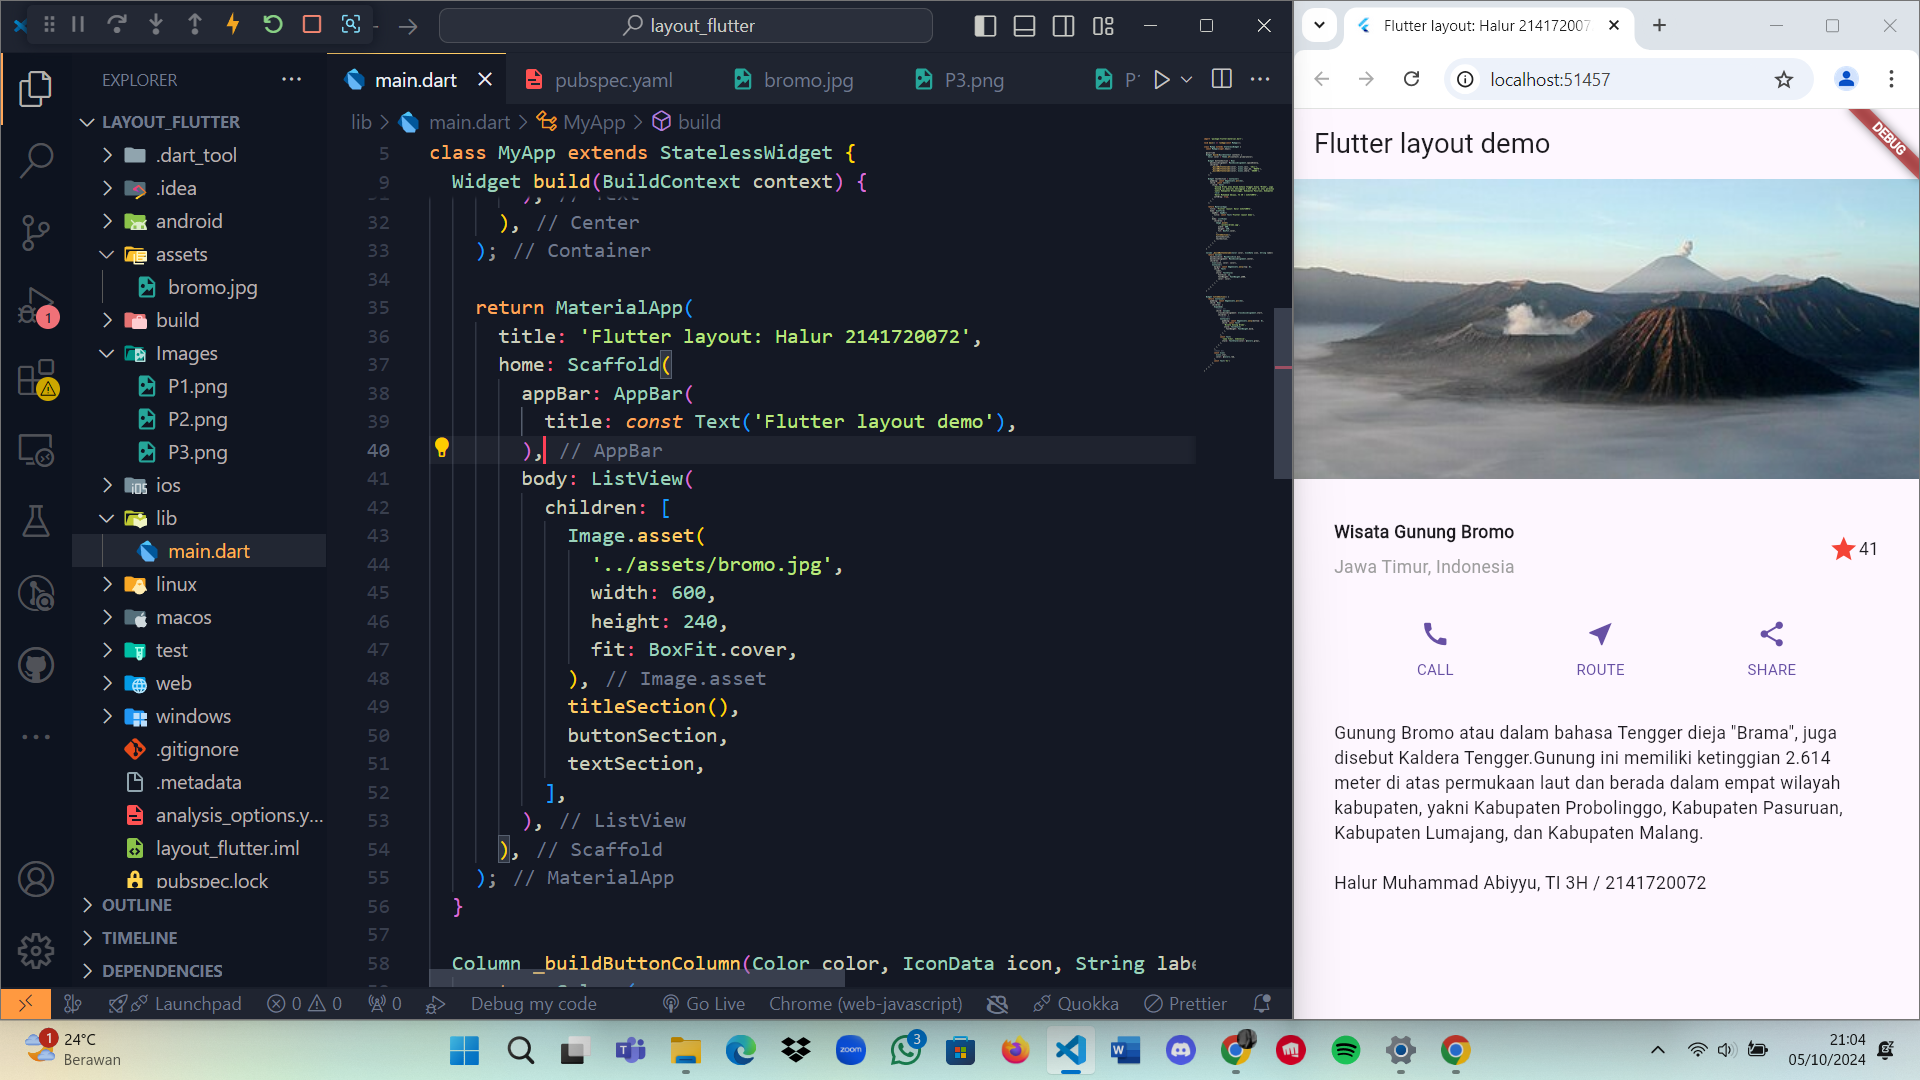 layout_flutter
EXPLORER
LAYOUT_FLUTTER
.dart_tool
.idea
android
assets
bromo.jpg
build
Images
P1.png
P2.png
P3.png
ios
lib
main.dart
linux
macos
test
web
windows
.gitignore
.metadata
analysis_options.y...
layout_flutter.iml
pubspec.lock
OUTLINE
TIMELINE
DEPENDENCIES
1
main.dart
pubspec.yaml
bromo.jpg
P3.png
lib > main.dart > MyApp > build
5 class MyApp extends StatelessWidget {
9 Widget build(BuildContext context) {
31 ), // Text
32 ), // Center
33 ); // Container
34
35 return MaterialApp(
36 title: 'Flutter layout: Halur 2141720072',
37 home: Scaffold(
38 appBar: AppBar(
39 title: const Text('Flutter layout demo'),
40 ), // AppBar
41 body: ListView(
42 children: [
43 Image.asset(
44 '../assets/bromo.jpg',
45 width: 600,
46 height: 240,
47 fit: BoxFit.cover,
48 ), // Image.asset
49 titleSection(),
50 buttonSection,
51 textSection,
52 ],
53 ), // ListView
54 ), // Scaffold
55 ); // MaterialApp
56 }
57
58 Column _buildButtonColumn(Color color, IconData icon, String labe
Launchpad
0 0
0
Debug my code
Go Live
Chrome (web-javascript)
Quokka
Prettier
Flutter layout: Halur 214172007
localhost:51457
Flutter layout demo
DEBUG
Wisata Gunung Bromo
Jawa Timur, Indonesia
41
CALL
ROUTE
SHARE
Gunung Bromo atau dalam bahasa Tengger dieja "Brama", juga
disebut Kaldera Tengger.Gunung ini memiliki ketinggian 2.614
meter di atas permukaan laut dan berada dalam empat wilayah
kabupaten, yakni Kabupaten Probolinggo, Kabupaten Pasuruan,
Kabupaten Lumajang, dan Kabupaten Malang.
Halur Muhammad Abiyyu, TI 3H / 2141720072
1
24°C
Berawan
zoom
3
21:04
05/10/2024